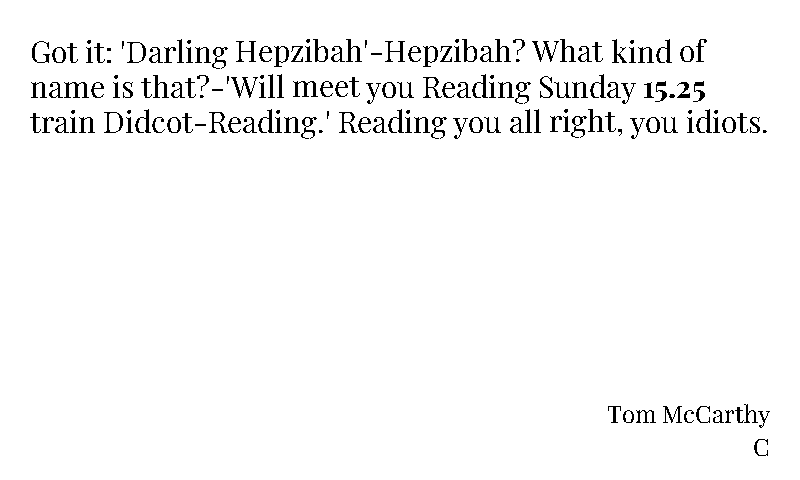 Got it: 'Darling Hepzibah'-Hepzibah? What kind of
name is that?-'Will meet you Reading Sunday 15.25
train Didcot-Reading.' Reading you all right, you idiots.
Tom McCarthy
C